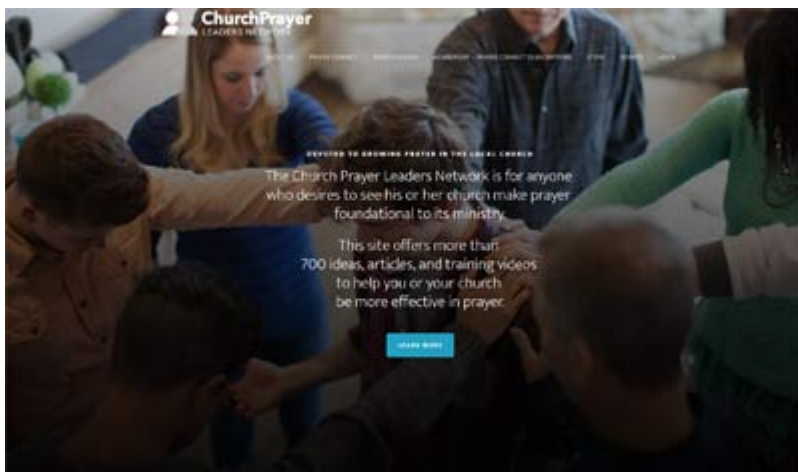 ChurchPrayer
LEADERS NETWORK
DEVOTED TO GROWING PRAYER IN THE LOCAL CHURCH
The Church Prayer Leaders Network is for anyone
who desires to see his or her church make prayer
foundational to its ministry.
This site offers more than
700 ideas, articles, and training videos
to help you or your church
be more effective in prayer.
LEARN MORE